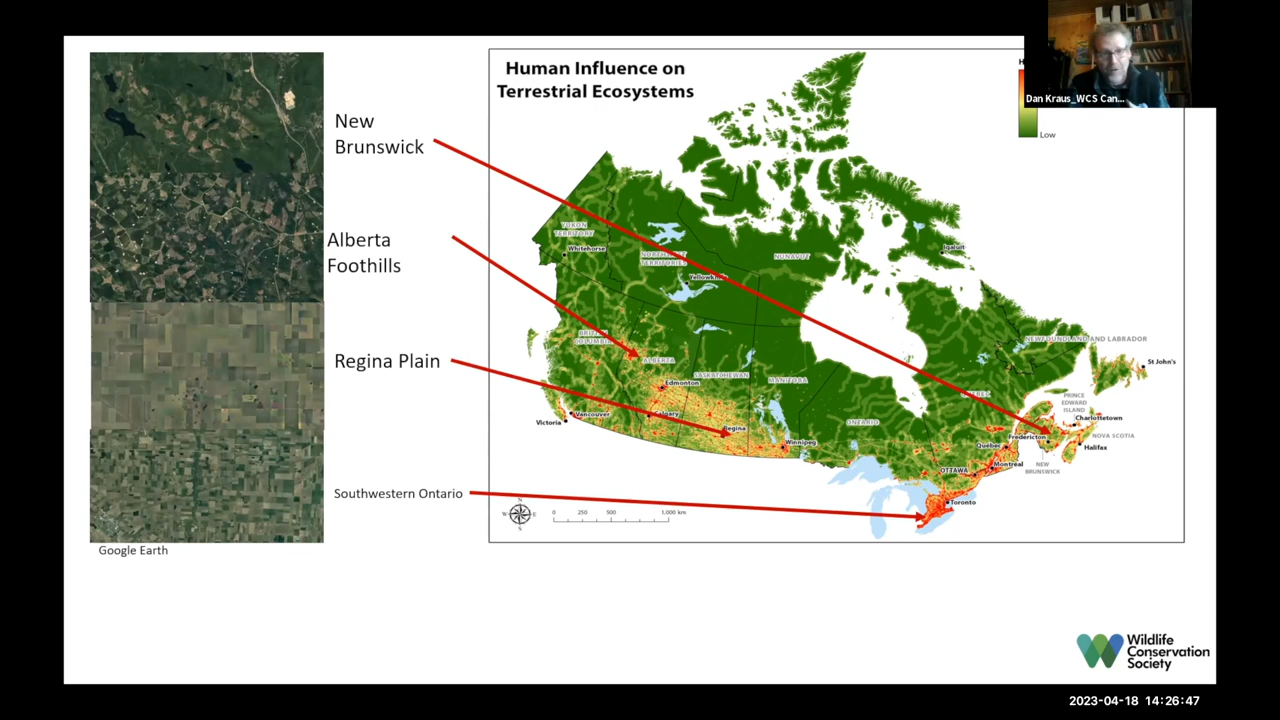 Human Influence on
Terrestrial Ecosystems
Dan Kraus_WCS Can...
Low
New
Brunswick
Alberta
Foothills
Regina Plain
Southwestern Ontario
Google Earth
YUKON
TERRITORY
Whitehorse
NORTHWEST
TERRITORIES
Yellowknife
NUNAVUT
Iqaluit
BRITISH
COLUMBIA
ALBERTA
Edmonton
SASKATCHEWAN
MANITOBA
NEWFOUNDLAND AND LABRADOR
St John's
QUEBEC
PRINCE
EDWARD
ISLAND
Charlottetown
Vancouver
Victoria
Calgary
Regina
Winnipeg
ONTARIO
Fredericton
NOVA SCOTIA
Québec
Halifax
Montréal
NEW
BRUNSWICK
OTTAWA
Toronto
N
W E
S
0 250 500 1,000 km
Wildlife
Conservation
Society
2023-04-18 14:26:47